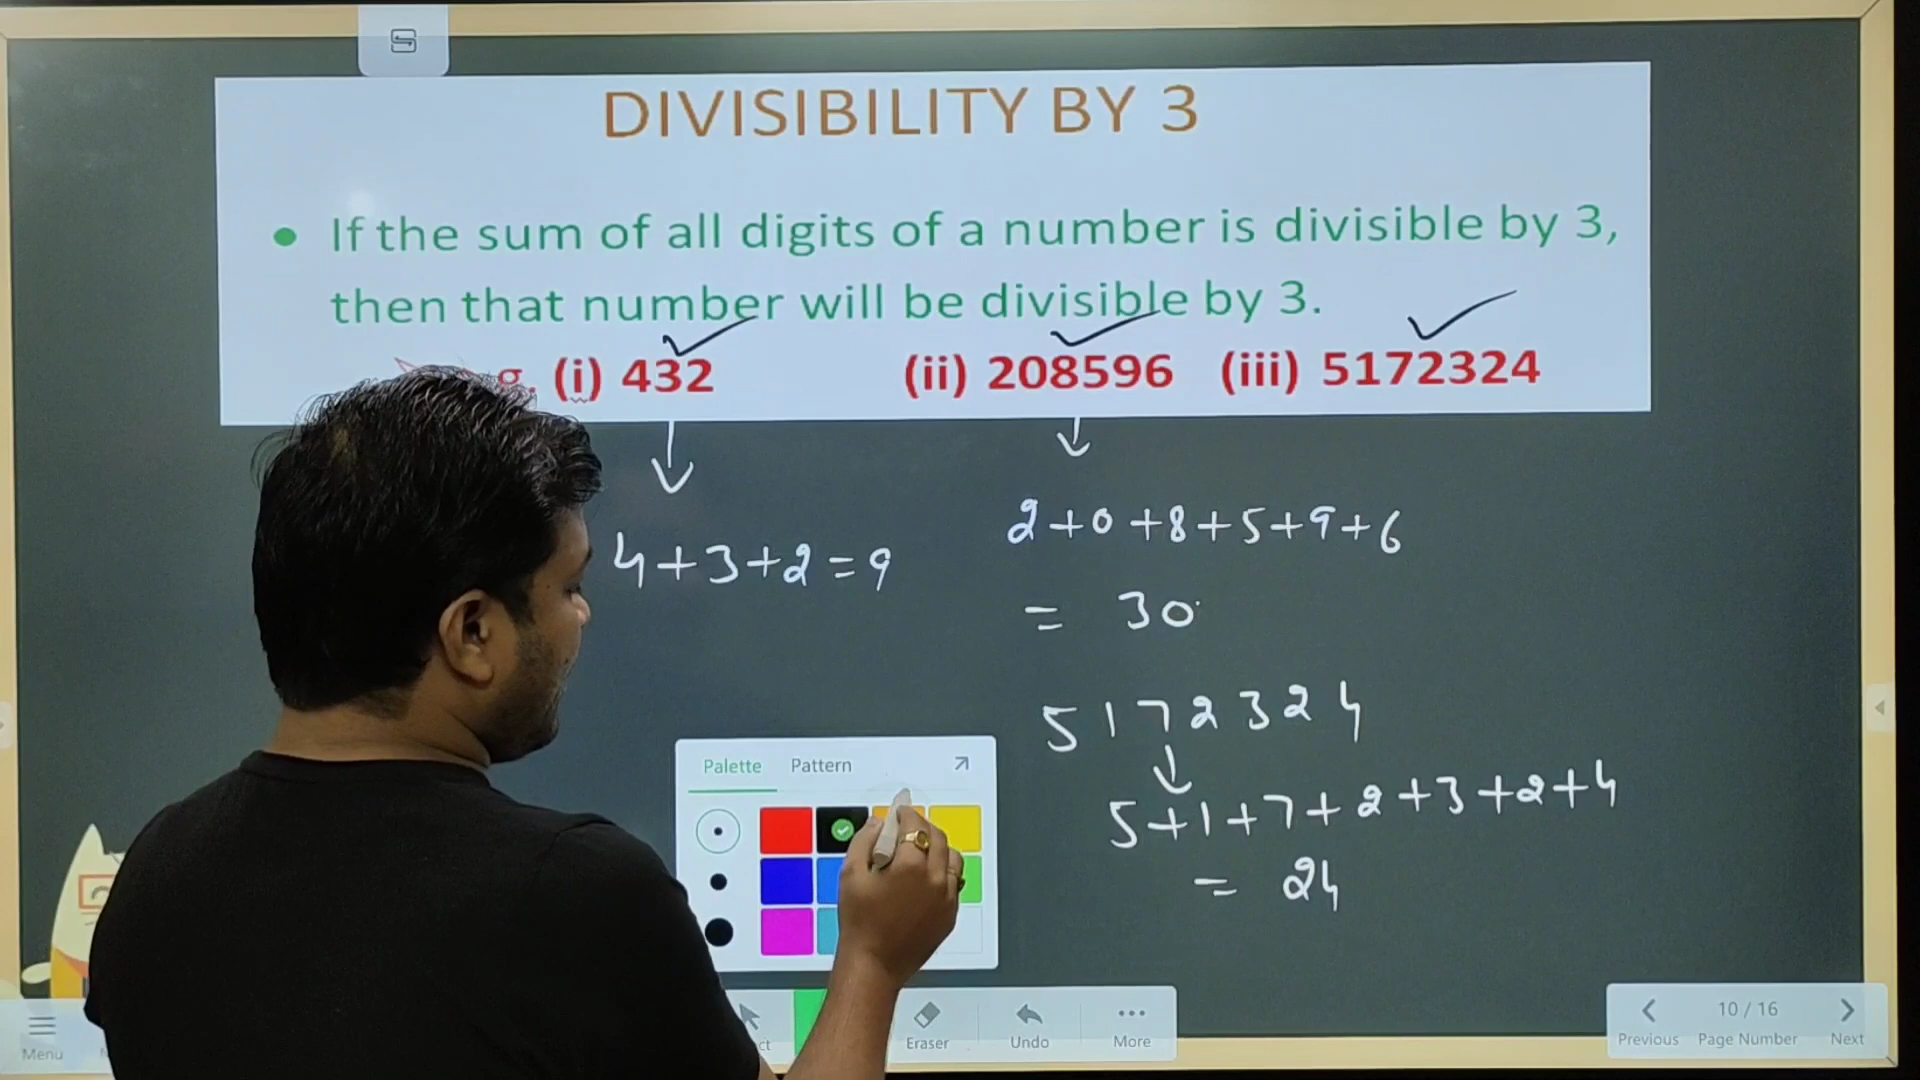 DIVISIBILITY BY 3
• If the sum of all digits of a number is divisible by 3,
then that number will be divisible by 3.
g. (i) 432 (ii) 208596 (iii) 5172324
4+3+2=9
2+0+8+5+9+6
= 30
5172324
5+1+7+2+3+2+4
= 24
Palette Pattern
Menu
ct Eraser Undo More
10 / 16
Previous Page Number Next